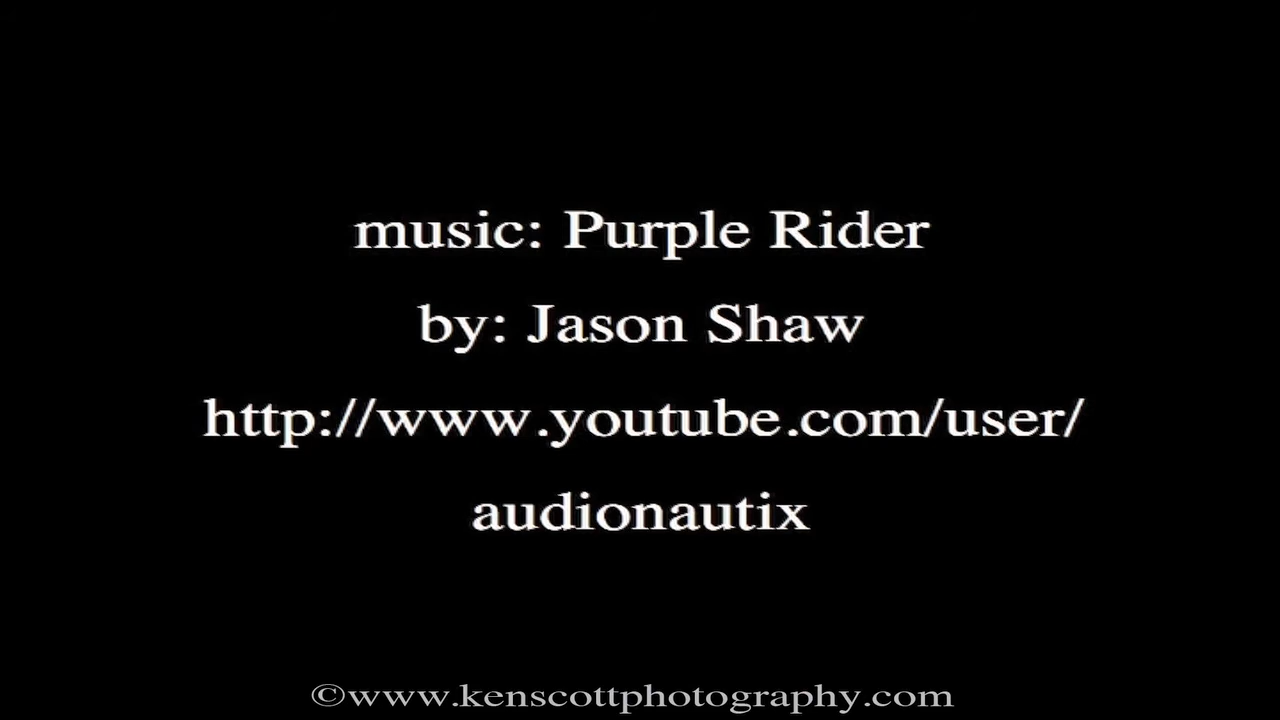 music: Purple Rider
by: Jason Shaw
http://www.youtube.com/user/
audionautix
©www.kenscottphotography.com